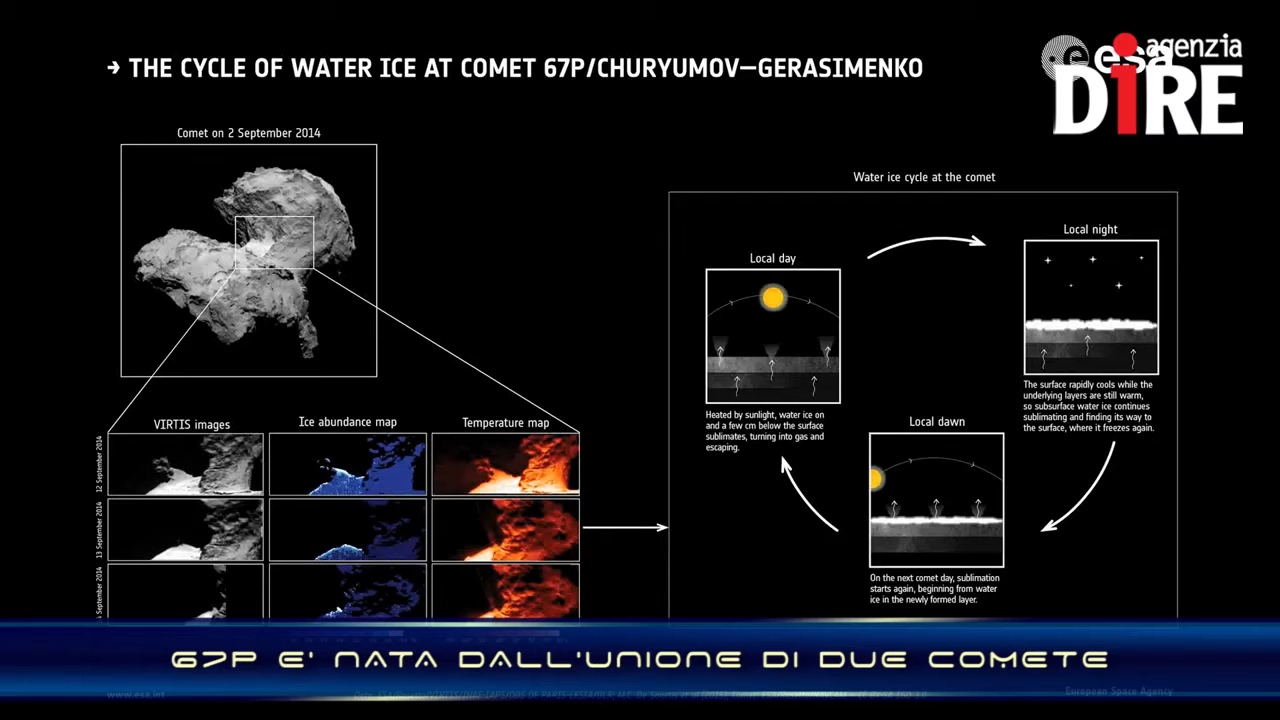 → THE CYCLE OF WATER ICE AT COMET 67P/CHURYUMOV–GERASIMENKO
esa
agenzia
DiRE
Comet on 2 September 2014
Water ice cycle at the comet
Local day
Local night
Heated by sunlight, water ice on
and a few cm below the surface
sublimates, turning into gas and
escaping.
The surface rapidly cools while the
underlying layers are still warm,
so subsurface water ice continues
sublimating and finding its way to
the surface, where it freezes again.
Local dawn
On the next comet day, sublimation
starts again, beginning from water
ice in the newly formed layer.
VIRTIS images
Ice abundance map
Temperature map
12 September 2014
13 September 2014
September 2014
67P E' NATA DALL'UNIONE DI DUE COMETE
www.esa.int
European Space Agency